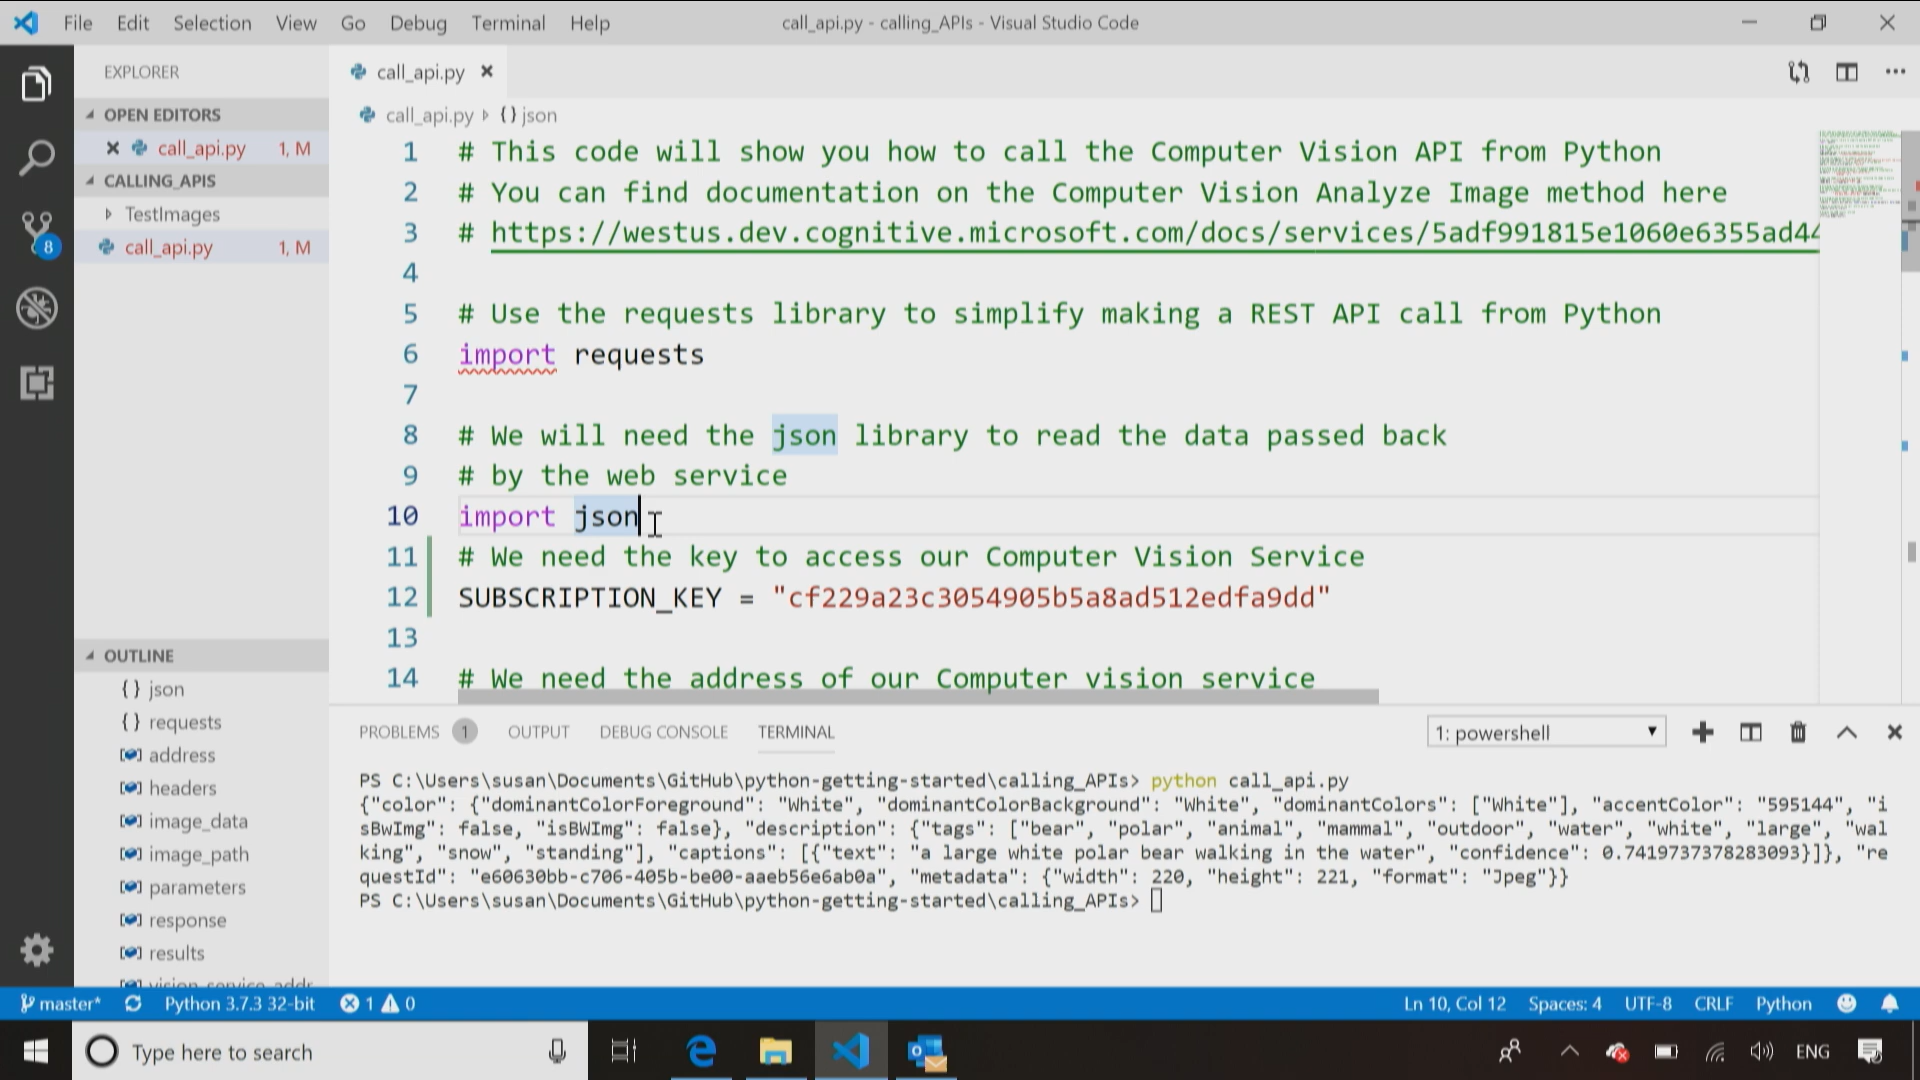 File Edit Selection View Go Debug Terminal Help
call_api.py - calling_APIs - Visual Studio Code
EXPLORER
OPEN EDITORS
call_api.py 1, M
CALLING_APIS
TestImages
call_api.py 1, M
8
OUTLINE
{} json
{} requests
address
headers
image_data
image_path
parameters
response
results
call_api.py
call_api.py {} json
1 # This code will show you how to call the Computer Vision API from Python
2 # You can find documentation on the Computer Vision Analyze Image method here
3 # https://westus.dev.cognitive.microsoft.com/docs/services/5adf991815e1060e6355ad44
4
5 # Use the requests library to simplify making a REST API call from Python
6 import requests
7
8 # We will need the json library to read the data passed back
9 # by the web service
10 import json
11 # We need the key to access our Computer Vision Service
12 SUBSCRIPTION_KEY = "cf229a23c3054905b5a8ad512edfa9dd"
13
14 # We need the address of our Computer vision service
PROBLEMS 1 OUTPUT DEBUG CONSOLE TERMINAL
1: powershell
PS C:\Users\susan\Documents\GitHub\python-getting-started\calling_APIs> python call_api.py
{"color": {"dominantColorForeground": "White", "dominantColorBackground": "White", "dominantColors": ["White"], "accentColor": "595144", "i
sBwImg": false, "isBWImg": false}, "description": {"tags": ["bear", "polar", "animal", "mammal", "outdoor", "water", "white", "large", "wal
king", "snow", "standing"], "captions": [{"text": "a large white polar bear walking in the water", "confidence": 0.7419737378283093}]}, "re
questId": "e60630bb-c706-405b-be00-aaeb56e6ab0a", "metadata": {"width": 220, "height": 221, "format": "Jpeg"}}
PS C:\Users\susan\Documents\GitHub\python-getting-started\calling_APIs>
master* Python 3.7.3 32-bit 1 0
Ln 10, Col 12 Spaces: 4 UTF-8 CRLF Python
Type here to search
ENG